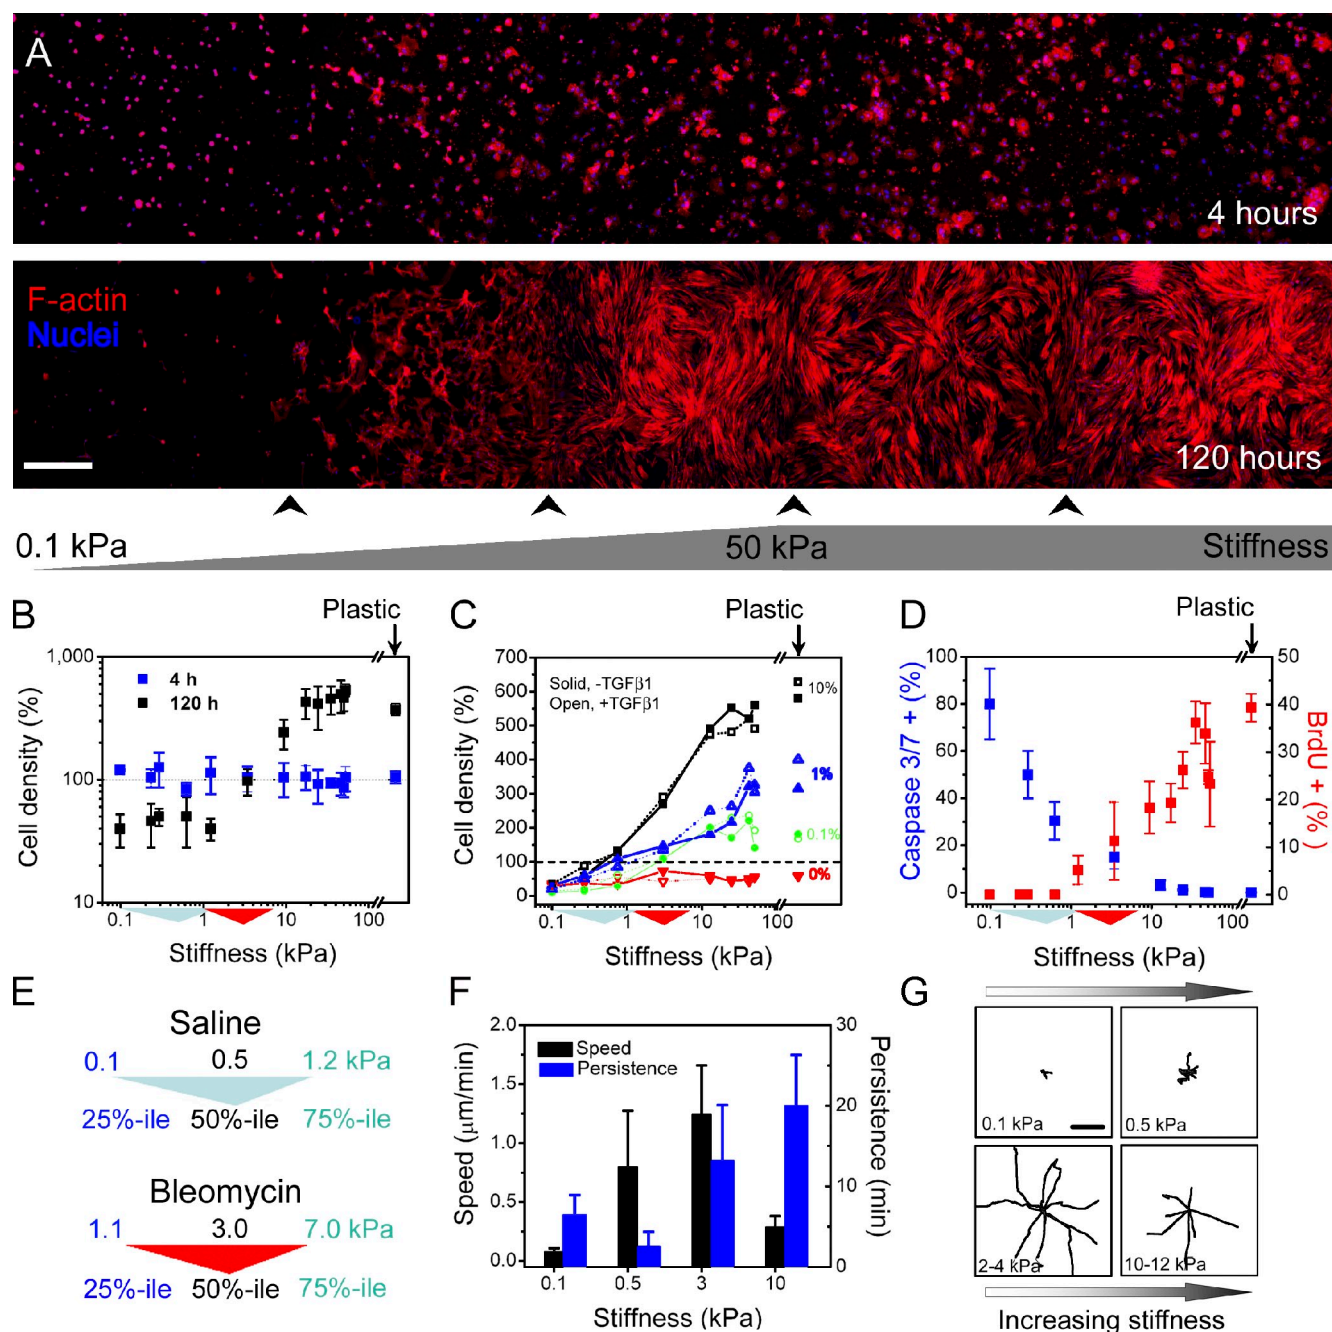 A
4 hours
F-actin
Nuclei
120 hours
0.1 kPa
50 kPa
Stiffness
B
Plastic
1,000
100
10
4 h
120 h
Cell density (%)
0.1
1
10
100
Stiffness (kPa)
C
Plastic
700
600
500
400
300
200
100
0
Solid, -TGFβ1
Open, +TGFβ1
10%
1%
0.1%
0%
Cell density (%)
0.1
1
10
100
Stiffness (kPa)
D
Plastic
100
80
60
40
20
0
Caspase 3/7 + (%)
50
40
30
20
10
0
BrdU + (%)
0.1
1
10
100
Stiffness (kPa)
E
Saline
0.1 0.5 1.2 kPa
25%-ile 50%-ile 75%-ile
Bleomycin
1.1 3.0 7.0 kPa
25%-ile 50%-ile 75%-ile
F
2.0
1.5
1.0
0.5
0.0
Speed (μm/min)
Speed
Persistence
30
20
10
0
Persistence (min)
0.1
0.5
3
10
Stiffness (kPa)
G
0.1 kPa
0.5 kPa
2-4 kPa
10-12 kPa
Increasing stiffness